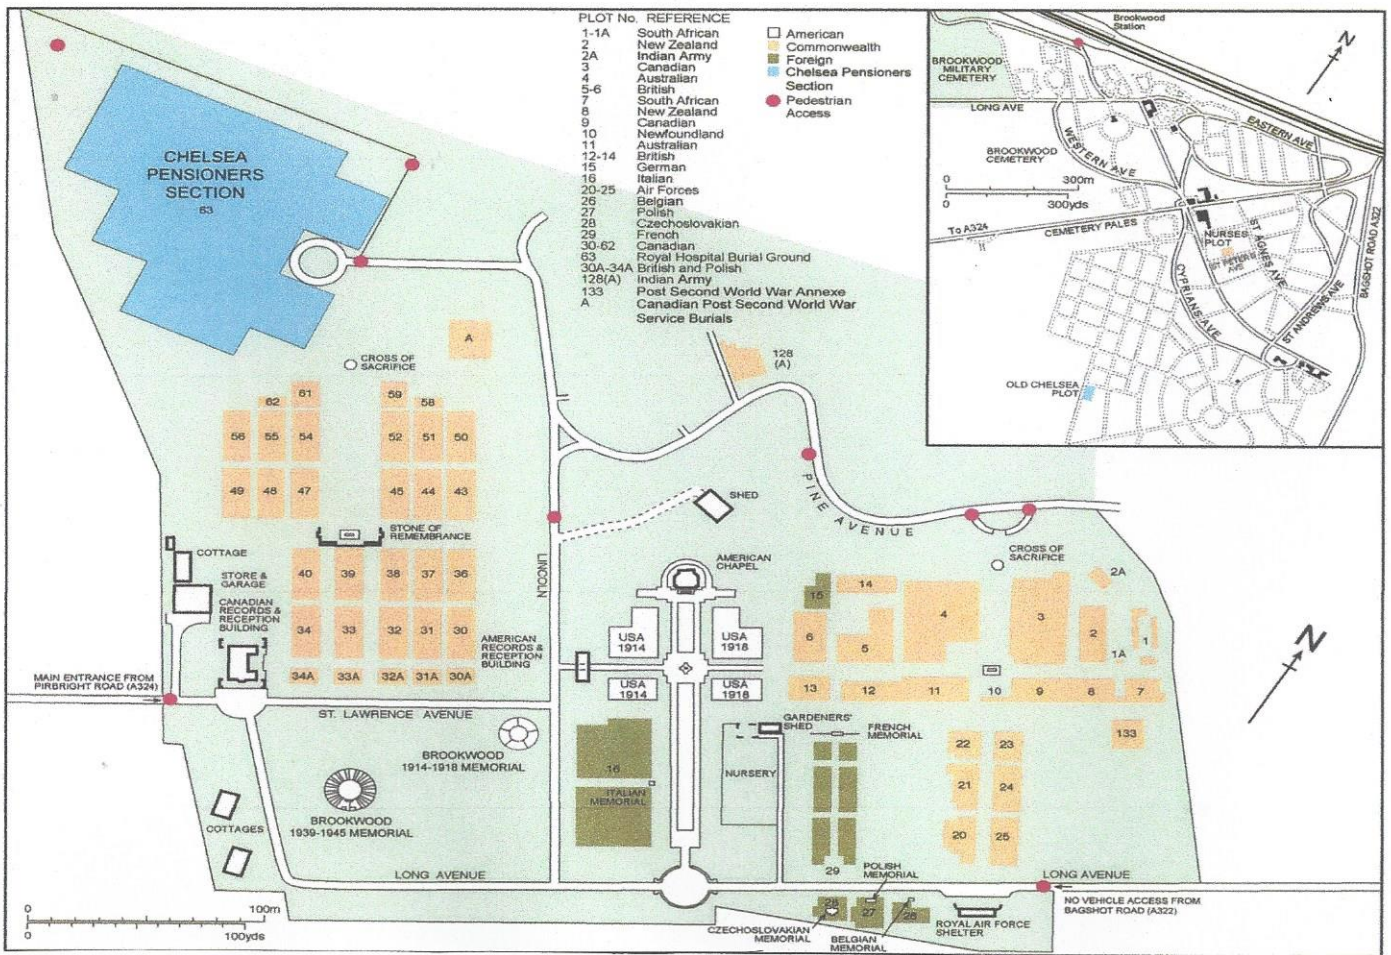 PLOT No. REFERENCE
1-1A South African
2 New Zealand
2A Indian Army
3 Canadian
4 Australian
5-6 British
7 South African
8 New Zealand
9 Canadian
10 Newfoundland
11 Australian
12-14 British
15 German
16 Italian
20-25 Air Forces
26 Belgian
27 Polish
28 Czechoslovakian
29 French
30-62 Canadian
63 Royal Hospital Burial Ground
30A-34A British and Polish
128(A) Indian Army
133 Post Second World War Annexe
A Canadian Post Second World War
Service Burials
American
Commonwealth
Foreign
Chelsea Pensioners
Section
Pedestrian
Access
Brookwood
Station
N
BROOKWOOD
MILITARY
CEMETERY
LONG AVE
EASTERN AVE
WESTERN AVE
BROOKWOOD
CEMETERY
0 300m
0 300yds
To A324
CEMETERY PALES
NURSES
PLOT
ST PETER'S
AVE
ST AGNES AVE
CYPRIANS AVE
ST ANDREWS AVE
BAGSHOT ROAD A322
OLD CHELSEA
PLOT
CHELSEA
PENSIONERS
SECTION
63
A
CROSS OF
SACRIFICE
128
(A)
61
62
59
58
56 55 54 52 51 50
49 48 47 45 44 43
STONE OF
REMEMBRANCE
SHED
PINE AVENUE
COTTAGE
STORE &
GARAGE
CANADIAN
RECORDS &
RECEPTION
BUILDING
40 39 38 37 36
34 33 32 31 30
34A 33A 32A 31A 30A
LINCOLN
AMERICAN
RECORDS &
RECEPTION
BUILDING
AMERICAN
CHAPEL
USA
1914
USA
1918
USA
1914
USA
1918
CROSS OF
SACRIFICE
15 14 2A
6 5 4 3 2 1
1A
13 12 11 10 9 8 7
N
MAIN ENTRANCE FROM
PIRBRIGHT ROAD (A324)
ST. LAWRENCE AVENUE
BROOKWOOD
1914-1918 MEMORIAL
BROOKWOOD
1939-1945 MEMORIAL
COTTAGES
16
ITALIAN
MEMORIAL
GARDENERS'
SHED
NURSERY
FRENCH
MEMORIAL
22 23 133
21 24
20 25
29
LONG AVENUE
POLISH
MEMORIAL
LONG AVENUE
28 27 26
CZECHOSLOVAKIAN
MEMORIAL
BELGIAN
MEMORIAL
ROYAL AIR FORCE
SHELTER
NO VEHICLE ACCESS FROM
BAGSHOT ROAD (A322)
0 100m
0 100yds